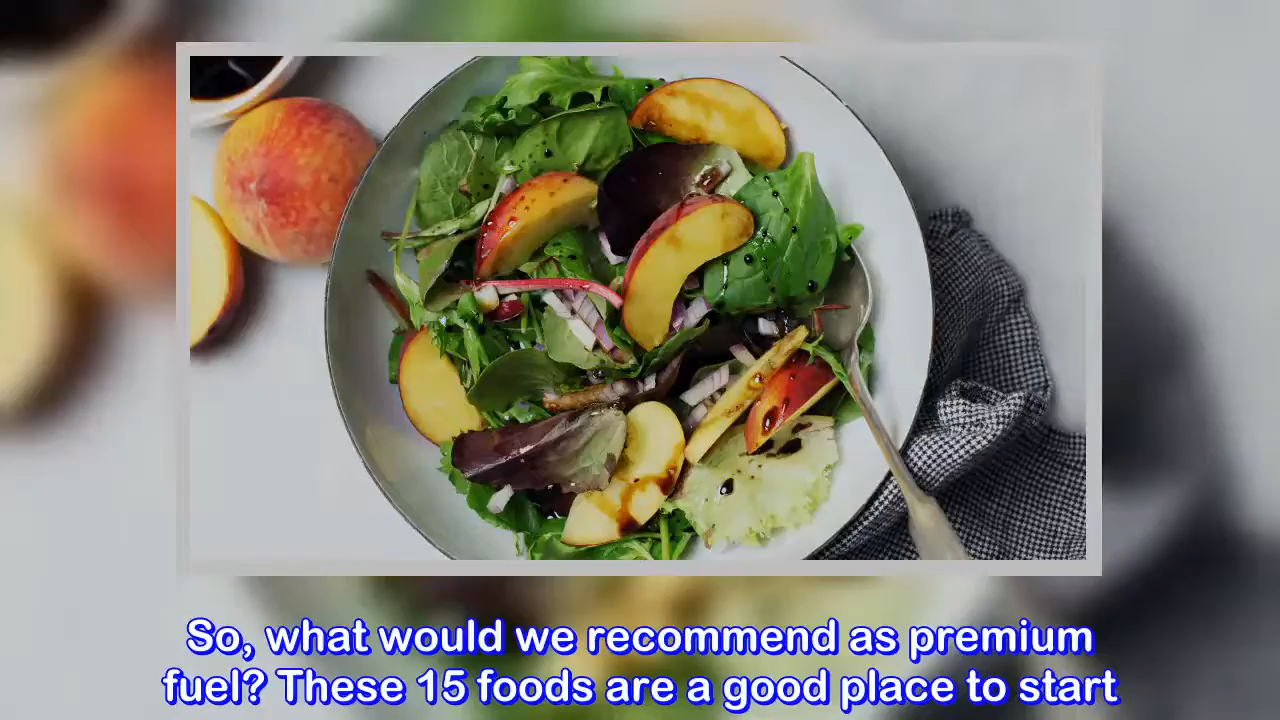 So, what would we recommend as premium
fuel? These 15 foods are a good place to start